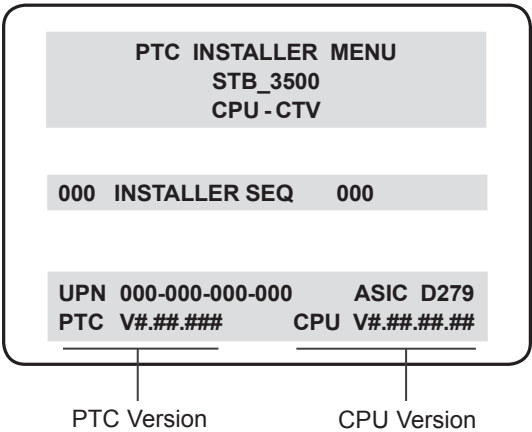 PTC INSTALLER MENU
STB_3500
CPU - CTV
000 INSTALLER SEQ 000
UPN 000-000-000-000 ASIC D279
PTC V#.##.### CPU V#.##.##.##
PTC Version CPU Version